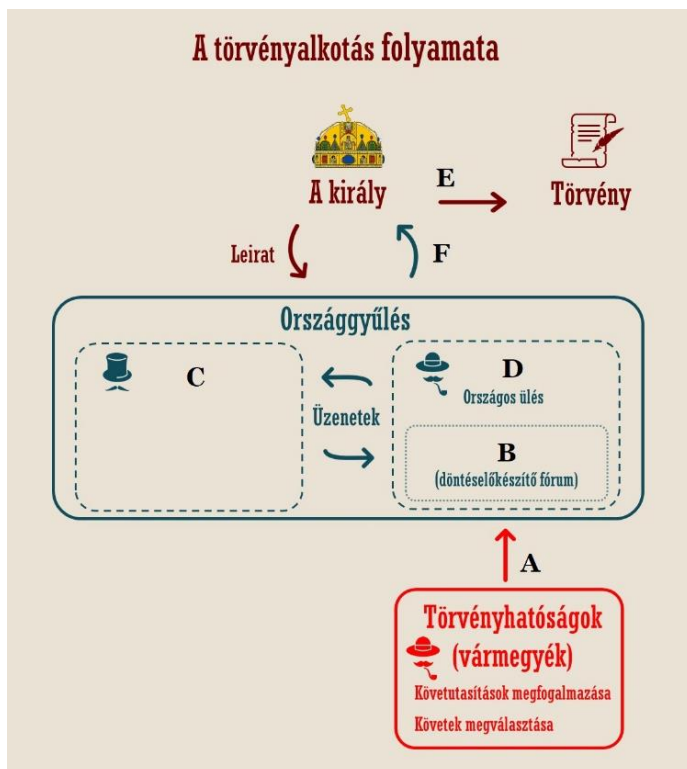 A törvényalkotás folyamata
A király
E
Törvény
Leirat
F
Országgyűlés
C
D
Országos ülés
Üzenetek
B
(döntéselőkészítő fórum)
A
Törvényhatóságok
(vármegyék)
Követutasítások megfogalmazása
Követek megválasztása